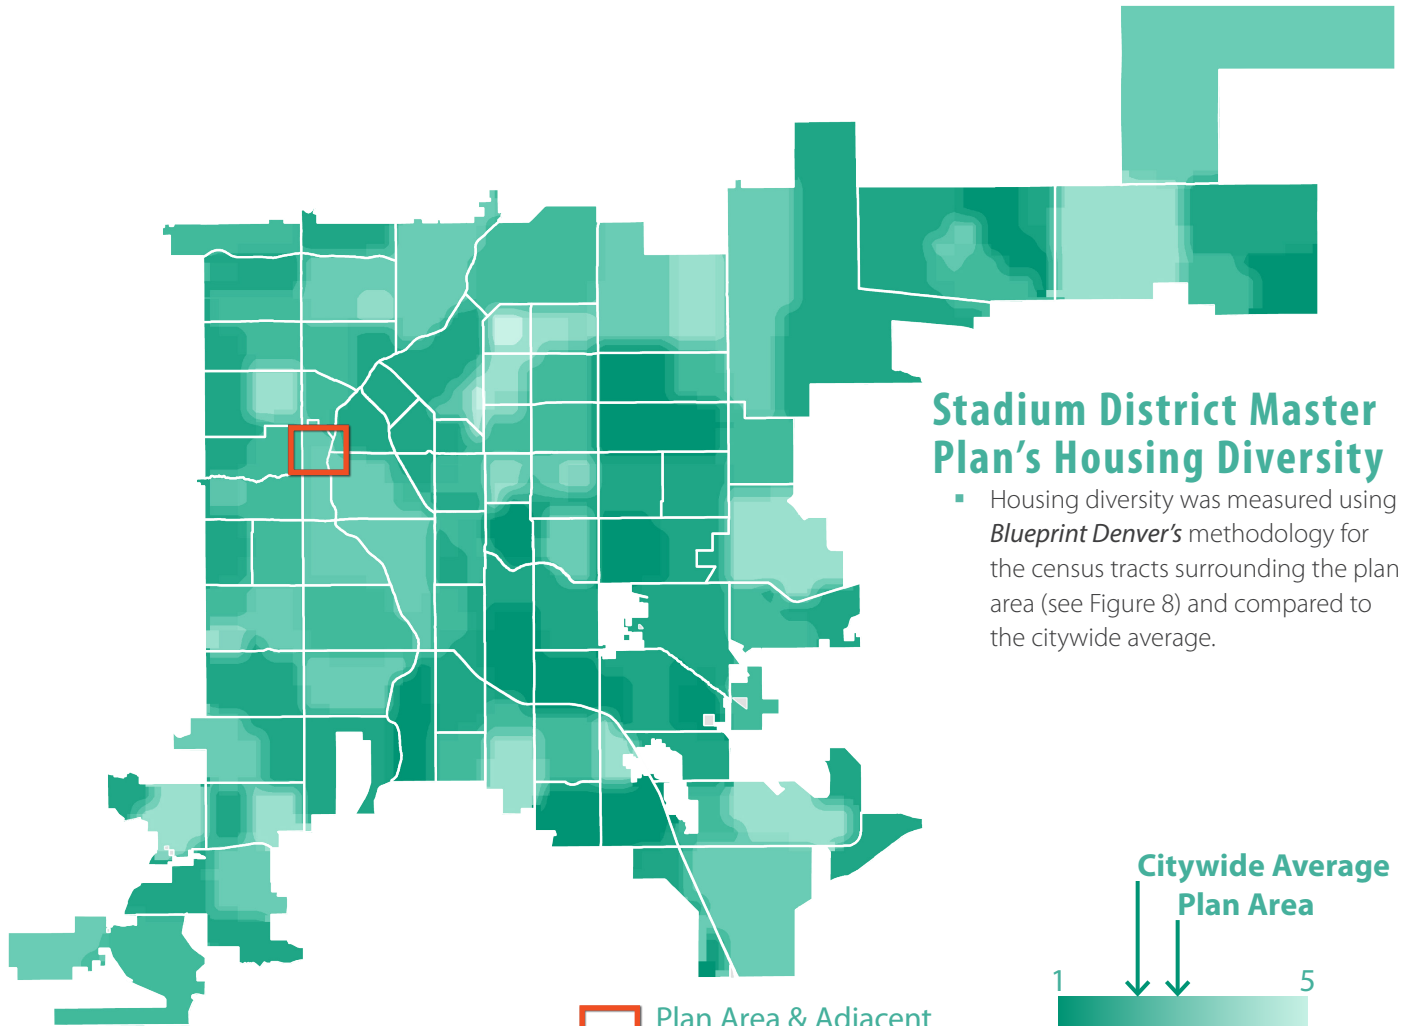 Stadium District Master
Plan's Housing Diversity
▪ Housing diversity was measured using
Blueprint Denver's methodology for
the census tracts surrounding the plan
area (see Figure 8) and compared to
the citywide average.
Citywide Average
Plan Area
1 5
Plan Area & Adjacent